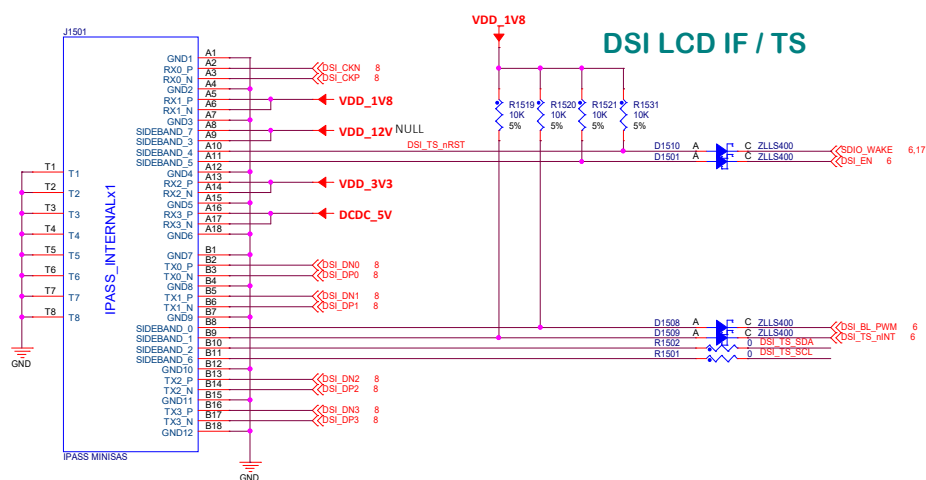 VDD_1V8
DSI LCD IF / TS
J1501
GND1 A1
RX0_P A2 DSI_CKN 8
RX0_N A3 DSI_CKP 8
GND2 A4
RX1_P A5 VDD_1V8
RX1_N A6
GND3 A7
SIDEBAND_7 A8 VDD_12V NULL
SIDEBAND_3 A9
SIDEBAND_4 A10 DSI_TS_nRST
SIDEBAND_5 A11
GND4 A12
RX2_P A13 VDD_3V3
RX2_N A14
GND5 A15
RX3_P A16 DCDC_5V
RX3_N A17
GND6 A18
R1519 R1520 R1521 R1531
10K 10K 10K 10K
5% 5% 5% 5%
D1510 A C ZLLS400 SDIO_WAKE 6,17
D1501 A C ZLLS400 DSI_EN 6
T1 T1
T2 T2
T3 T3
T4 T4
T5 T5
T6 T6
T7 T7
T8 T8
GND
IPASS_INTERNALx1
GND7 B1
TX0_P B2 DSI_DN0 8
TX0_N B3 DSI_DP0 8
GND8 B4
TX1_P B5 DSI_DN1 8
TX1_N B6 DSI_DP1 8
GND9 B7
SIDEBAND_0 B8
SIDEBAND_1 B9
SIDEBAND_2 B10
SIDEBAND_6 B11
GND10 B12
TX2_P B13 DSI_DN2 8
TX2_N B14 DSI_DP2 8
GND11 B15
TX3_P B16 DSI_DN3 8
TX3_N B17 DSI_DP3 8
GND12 B18
D1508 A C ZLLS400 DSI_BL_PWM 6
D1509 A C ZLLS400 DSI_TS_nINT 6
R1502 0 DSI_TS_SDA
R1501 0 DSI_TS_SCL
IPASS MINISAS
GND